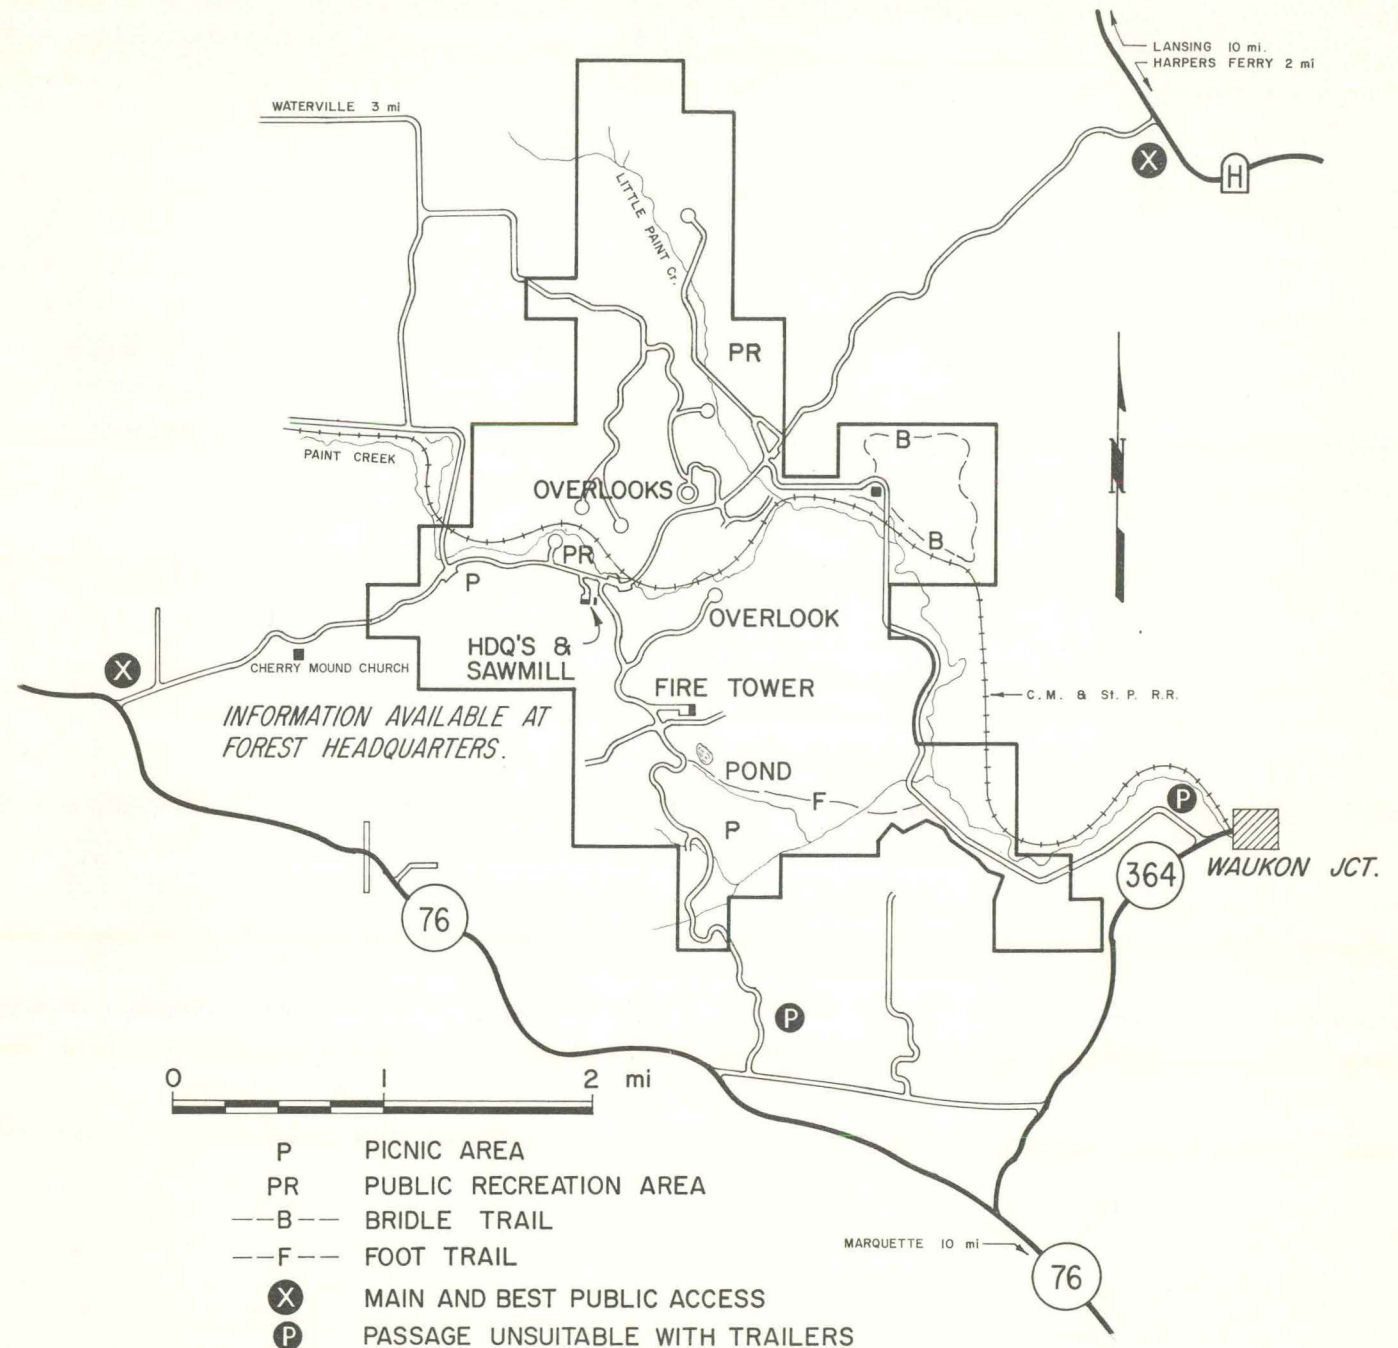 LANSING 10 mi.
HARPERS FERRY 2 mi
WATERVILLE 3 mi
X
H
LITTLE PAINT Cr.
PR
B
PAINT CREEK
N
OVERLOOKS
B
PR
P
OVERLOOK
HDQ'S &
SAWMILL
X
CHERRY MOUND CHURCH
FIRE TOWER
C.M. & St. P. R.R.
INFORMATION AVAILABLE AT
FOREST HEADQUARTERS.
POND
F
P
P
WAUKON JCT.
364
76
P
0 1 2 mi
P PICNIC AREA
PR PUBLIC RECREATION AREA
B BRIDLE TRAIL
F FOOT TRAIL
MARQUETTE 10 mi
76
X MAIN AND BEST PUBLIC ACCESS
P PASSAGE UNSUITABLE WITH TRAILERS